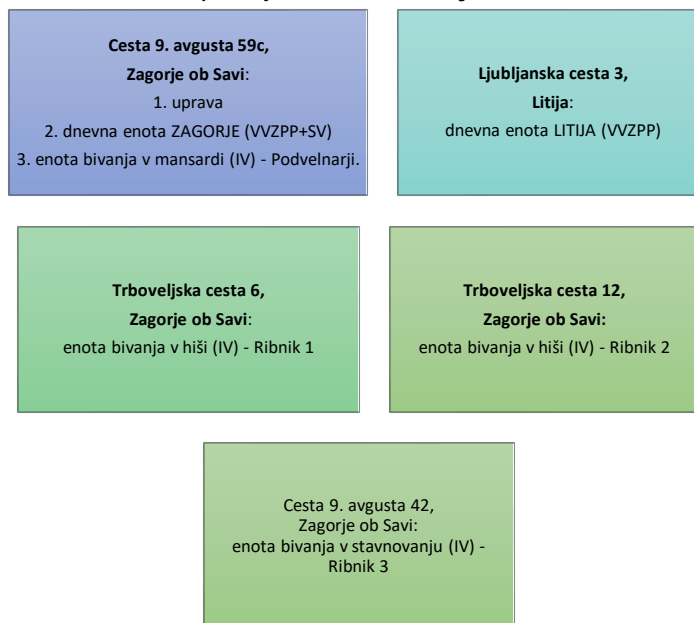 Cesta 9. avgusta 59c,
Zagorje ob Savi:
1. uprava
2. dnevna enota ZAGORJE (VVZPP+SV)
3. enota bivanja v mansardi (IV) - Podvelnarji.
Ljubljanska cesta 3,
Litija:
dnevna enota LITIJA (VVZPP)
Trboveljska cesta 6,
Zagorje ob Savi:
enota bivanja v hiši (IV) - Ribnik 1
Trboveljska cesta 12,
Zagorje ob Savi:
enota bivanja v hiši (IV) - Ribnik 2
Cesta 9. avgusta 42,
Zagorje ob Savi:
enota bivanja v stavnovanju (IV) -
Ribnik 3